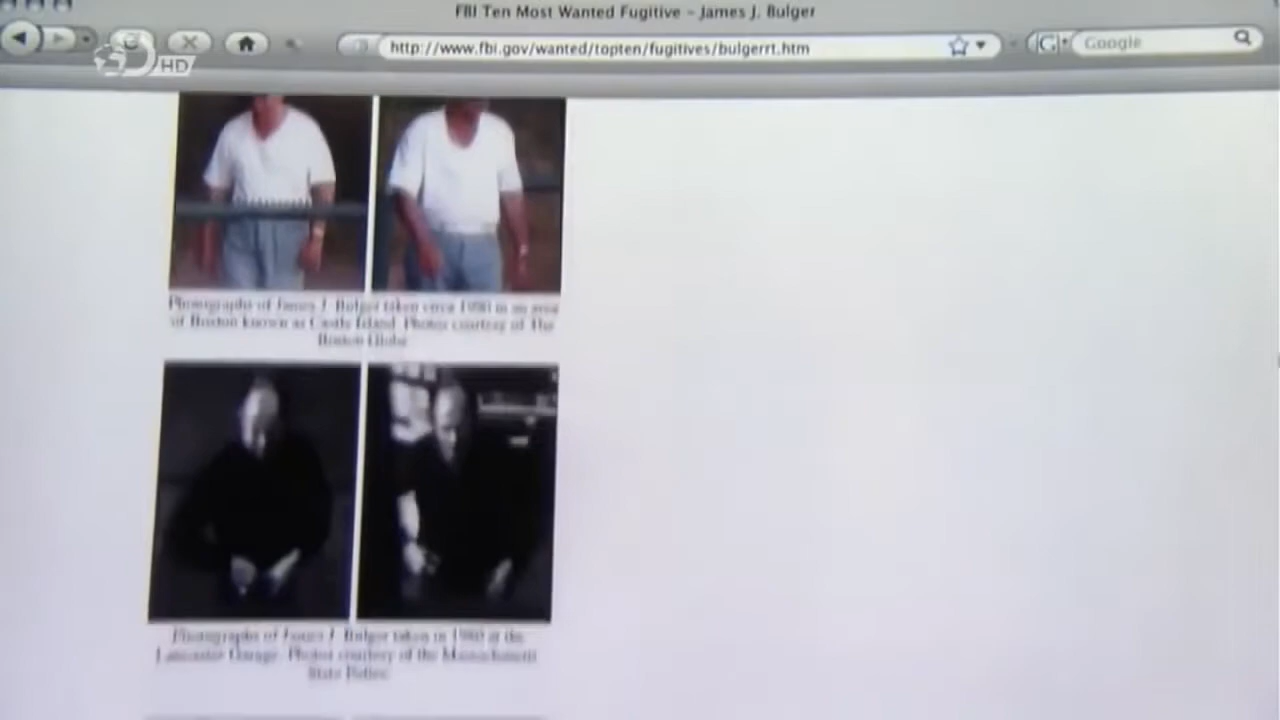 FBI Ten Most Wanted Fugitive – James J. Bulger
http://www.fbi.gov/wanted/topten/fugitives/bulgerrt.htm
Google
HD
Photographs of James J. Bulger taken circa 1980 in an area
of Boston known as Castle Island. Photos courtesy of The
Boston Globe
Photographs of James J. Bulger taken in 1980 at the
Lancaster Garage. Photos courtesy of the Massachusetts
State Police